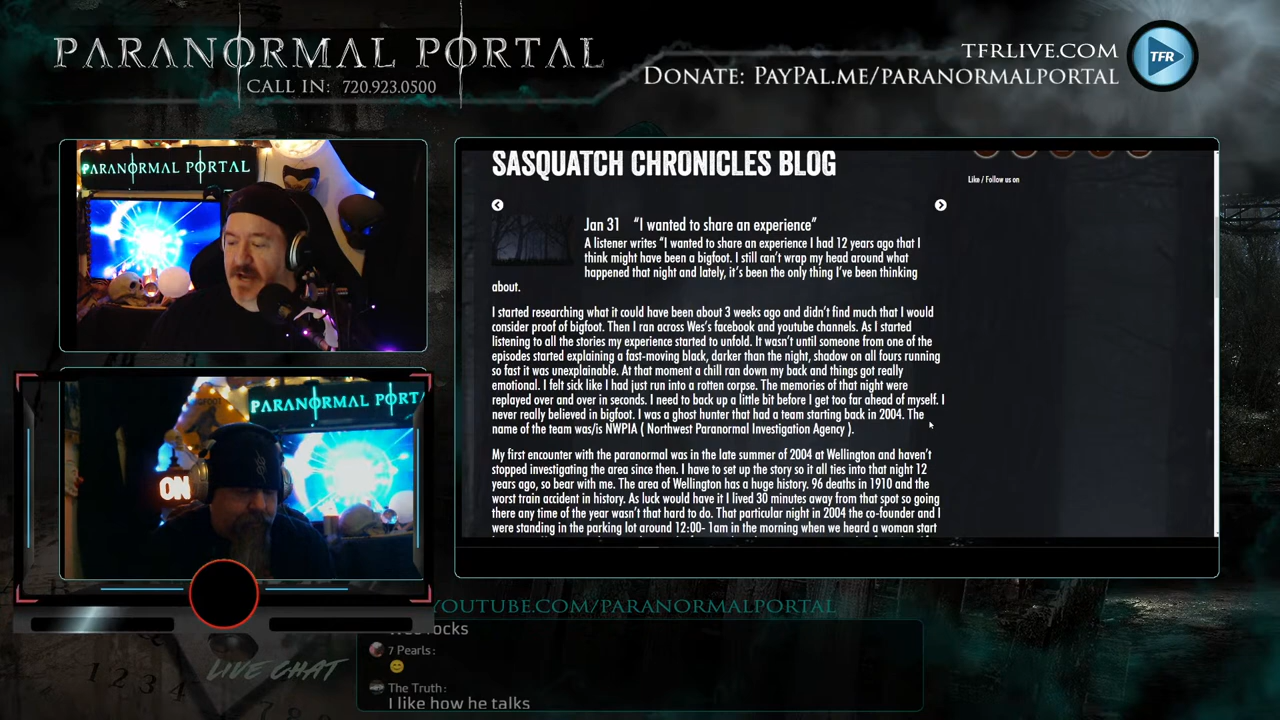 PARANORMAL PORTAL
CALL IN: 720.923.0500
TFRLIVE.COM
TFR
DONATE: PAYPAL.ME/PARANORMALPORTAL
PARANORMAL PORTAL
PARANORMAL PORT
ON
SASQUATCH CHRONICLES BLOG
Like / Follow us on
Jan 31 "I wanted to share an experience"
A listener writes "I wanted to share an experience I had 12 years ago that I
think might have been a bigfoot. I still can't wrap my head around what
happened that night and lately, it's been the only thing I've been thinking
about.
I started researching what it could have been about 3 weeks ago and didn't find much that I would
consider proof of bigfoot. Then I ran across Wes's facebook and youtube channels. As I started
listening to all the stories my experience started to unfold. It wasn't until someone from one of the
episodes started explaining a fast-moving black, darker than the night, shadow on all fours running
so fast it was unexplainable. At that moment a chill ran down my back and things got really
emotional. I felt sick like I had just run into a rotten corpse. The memories of that night were
replayed over and over in seconds. I need to back up a little bit before I get too far ahead of myself. I
never really believed in bigfoot. I was a ghost hunter that had a team starting back in 2004. The
name of the team was/is NWPIA ( Northwest Paranormal Investigation Agency ).
My first encounter with the paranormal was in the late summer of 2004 at Wellington and haven't
stopped investigating the area since then. I have to set up the story so it all ties into that night 12
years ago, so bear with me. The area of Wellington has a huge history. 96 deaths in 1910 and the
worst train accident in history. As luck would have it I lived 30 minutes away from that spot so going
there any time of the year wasn't that hard to do. That particular night in 2004 the co-founder and I
were standing in the parking lot around 12:00- 1am in the morning when we heard a woman start
YOUTUBE.COM/PARANORMALPORTAL
LIVE CHAT
rocks
7 Pearls:
😊
The Truth:
I like how he talks